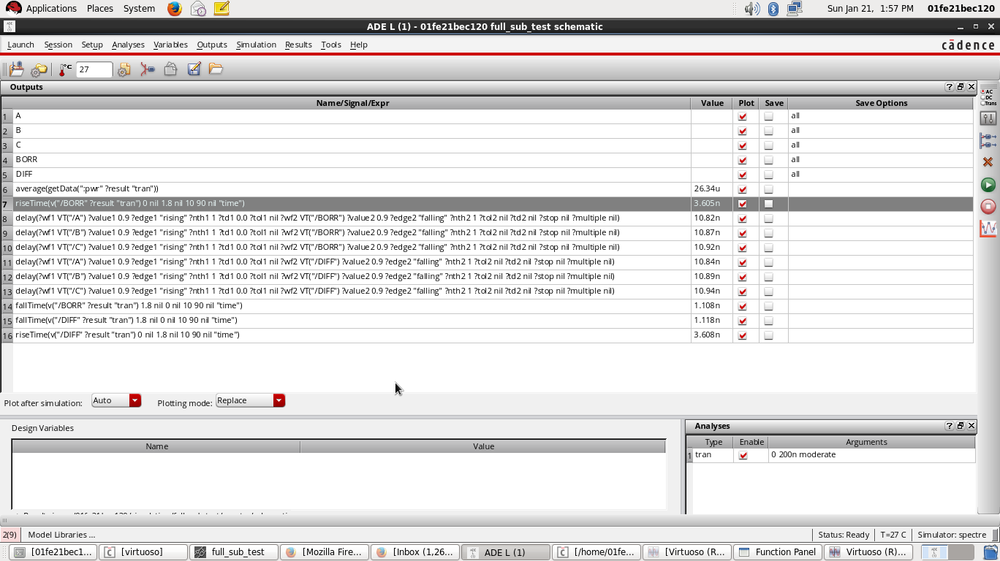 Applications Places System Sun Jan 21, 1:57 PM 01fe21bec120
ADE L (1) - 01fe21bec120 full_sub_test schematic
Launch Session Setup Analyses Variables Outputs Simulation Results Tools Help cādence
°C 27
Outputs
Name/Signal/Expr Value Plot Save Save Options
1 A all
2 B all
3 C all
4 BORR all
5 DIFF all
6 average(getData(":pwr" ?result "tran")) 26.34u
7 riseTime(v("/BORR" ?result "tran") 0 nil 1.8 nil 10 90 nil "time") 3.605n
8 delay(?wf1 VT("/A") ?value1 0.9 ?edge1 "rising" ?nth1 1 ?td1 0.0 ?tol1 nil ?wf2 VT("/BORR") ?value2 0.9 ?edge2 "falling" ?nth2 1 ?tol2 nil ?td2 nil ?stop nil ?multiple nil) 10.82n
9 delay(?wf1 VT("/B") ?value1 0.9 ?edge1 "rising" ?nth1 1 ?td1 0.0 ?tol1 nil ?wf2 VT("/BORR") ?value2 0.9 ?edge2 "falling" ?nth2 1 ?tol2 nil ?td2 nil ?stop nil ?multiple nil) 10.87n
10 delay(?wf1 VT("/C") ?value1 0.9 ?edge1 "rising" ?nth1 1 ?td1 0.0 ?tol1 nil ?wf2 VT("/BORR") ?value2 0.9 ?edge2 "falling" ?nth2 1 ?tol2 nil ?td2 nil ?stop nil ?multiple nil) 10.92n
11 delay(?wf1 VT("/A") ?value1 0.9 ?edge1 "rising" ?nth1 1 ?td1 0.0 ?tol1 nil ?wf2 VT("/DIFF") ?value2 0.9 ?edge2 "falling" ?nth2 1 ?tol2 nil ?td2 nil ?stop nil ?multiple nil) 10.84n
12 delay(?wf1 VT("/B") ?value1 0.9 ?edge1 "rising" ?nth1 1 ?td1 0.0 ?tol1 nil ?wf2 VT("/DIFF") ?value2 0.9 ?edge2 "falling" ?nth2 1 ?tol2 nil ?td2 nil ?stop nil ?multiple nil) 10.89n
13 delay(?wf1 VT("/C") ?value1 0.9 ?edge1 "rising" ?nth1 1 ?td1 0.0 ?tol1 nil ?wf2 VT("/DIFF") ?value2 0.9 ?edge2 "falling" ?nth2 1 ?tol2 nil ?td2 nil ?stop nil ?multiple nil) 10.94n
14 fallTime(v("/BORR" ?result "tran") 1.8 nil 0 nil 10 90 nil "time") 1.108n
15 fallTime(v("/DIFF" ?result "tran") 1.8 nil 0 nil 10 90 nil "time") 1.118n
16 riseTime(v("/DIFF" ?result "tran") 0 nil 1.8 nil 10 90 nil "time") 3.608n
AC
DC
Trans
Plot after simulation: Auto Plotting mode: Replace
Design Variables
Name Value
Analyses
Type Enable Arguments
1 tran 0 200n moderate
2(9) Model Libraries ... Status: Ready T=27 C Simulator: spectre
[01fe21bec1... [virtuoso] full_sub_test [Mozilla Fire... [Inbox (1,26... ADE L (1) [/home/01fe... [Virtuoso (R)... Function Panel Virtuoso (R)...